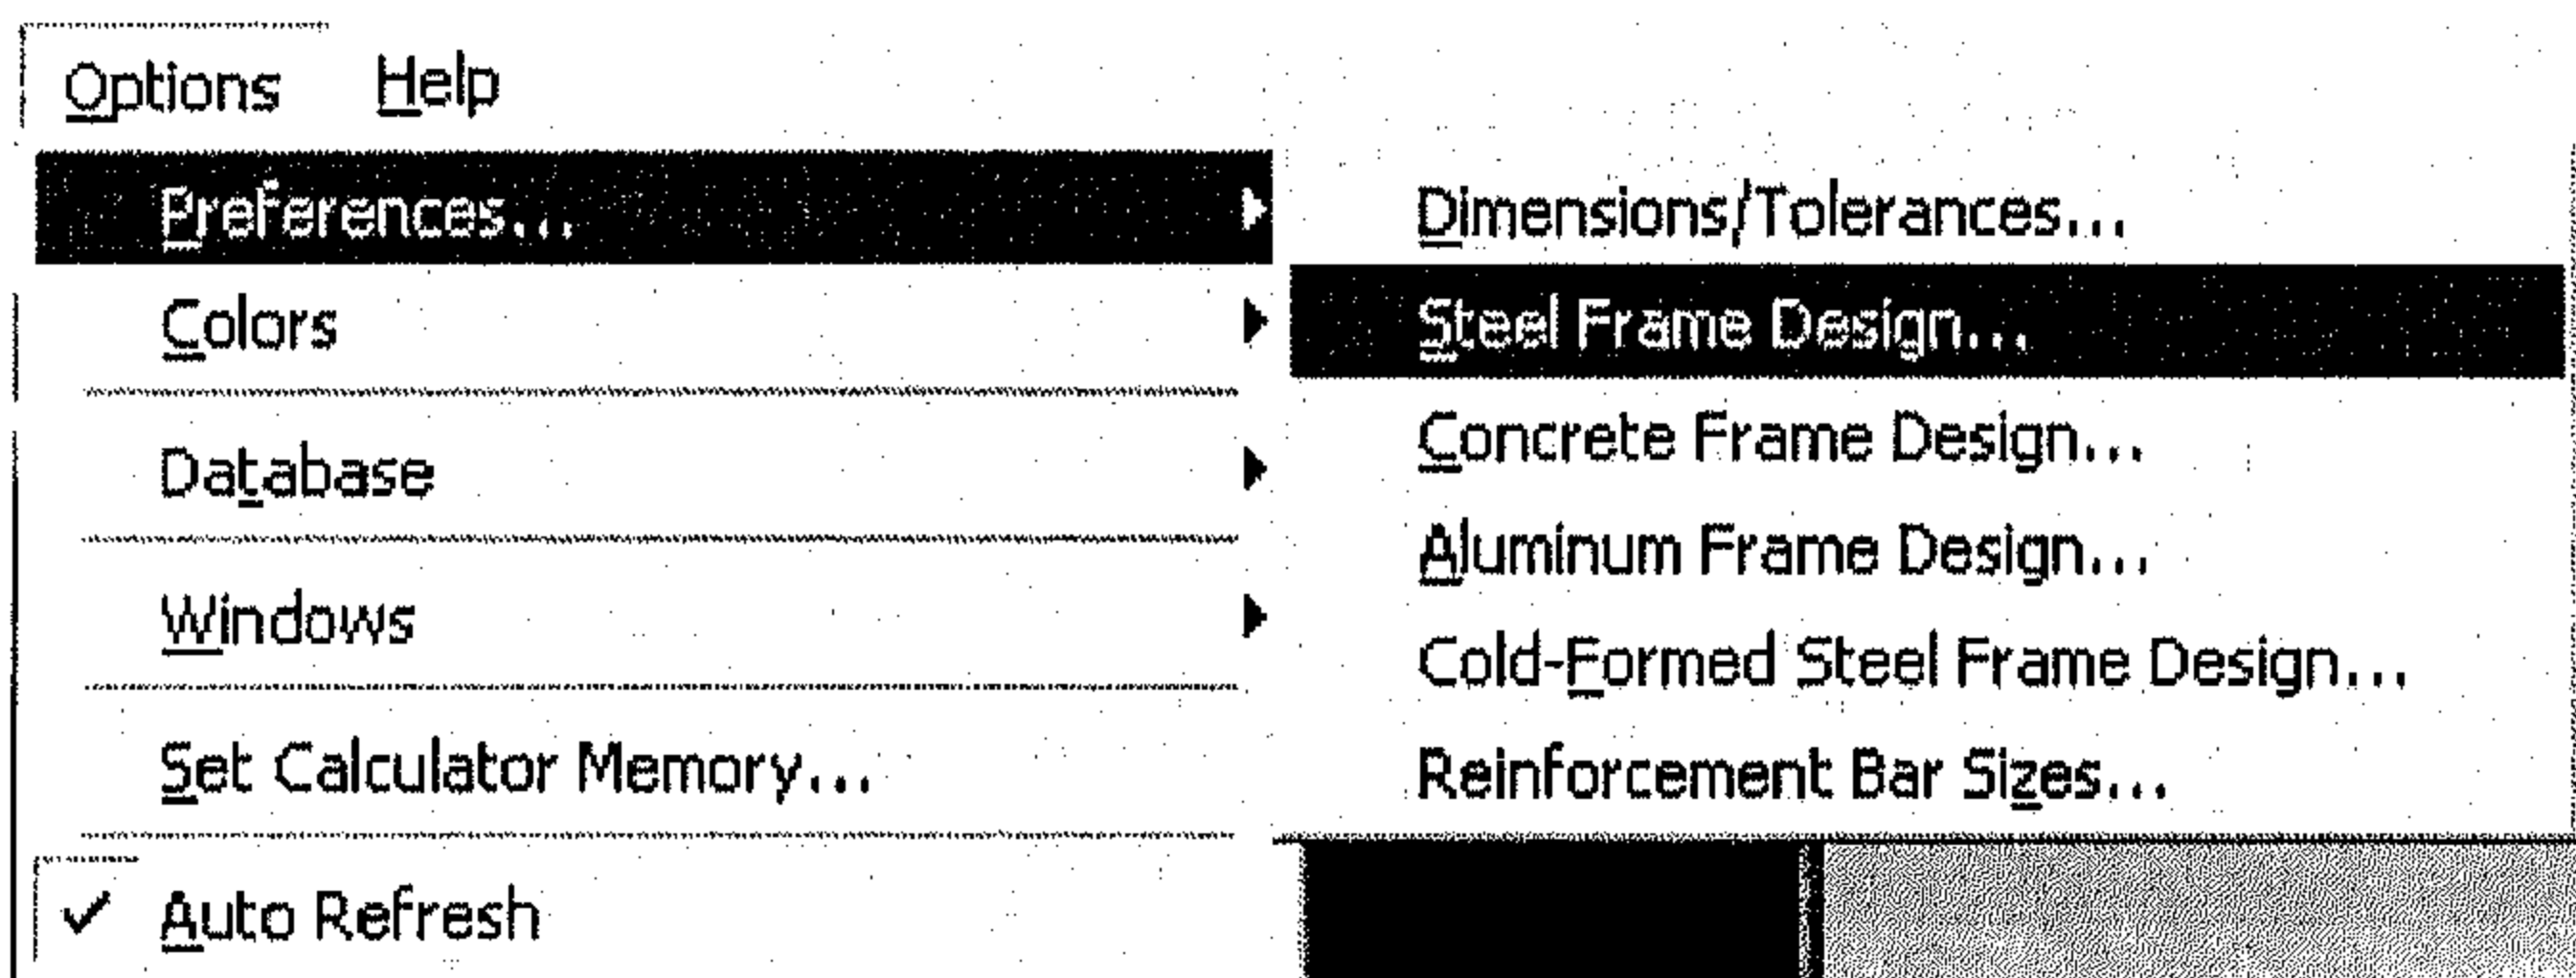 Options Help
Preferences...
Colors
Database
Windows
Set Calculator Memory...
Auto Refresh
Dimensions/Tolerances...
Steel Frame Design...
Concrete Frame Design...
Aluminum Frame Design...
Cold-Formed Steel Frame Design...
Reinforcement Bar Sizes...